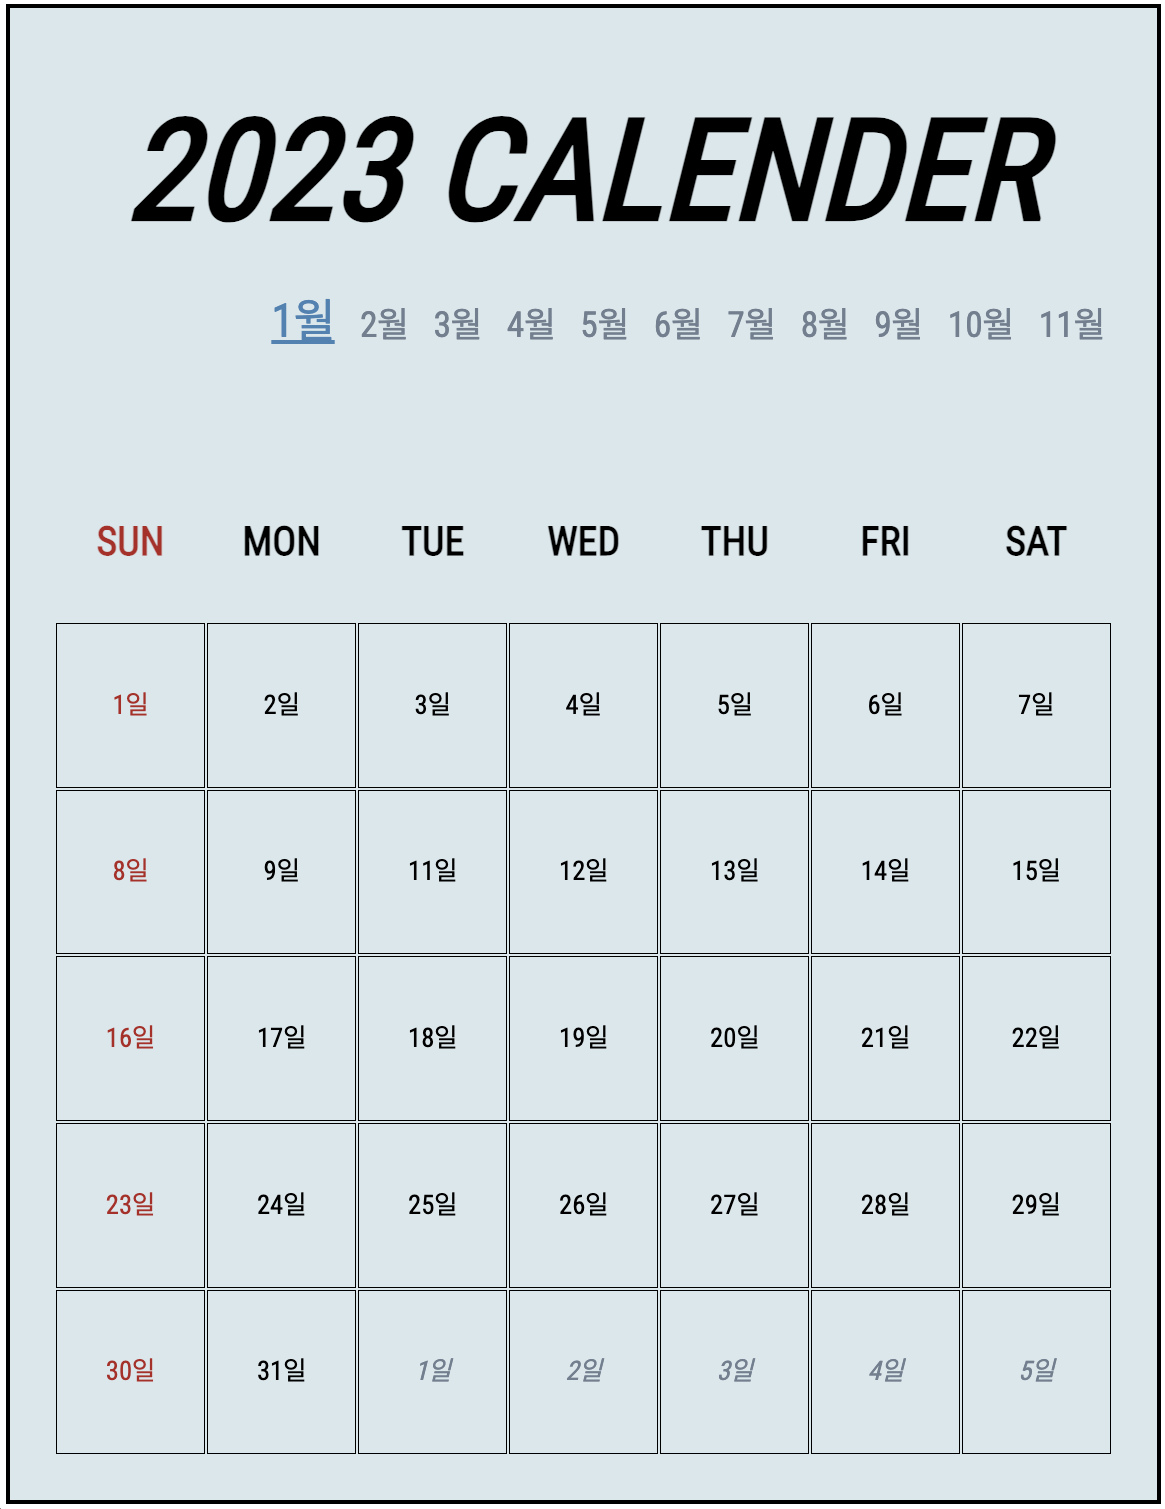 2023 CALENDER
1월 2월 3월 4월 5월 6월 7월 8월 9월 10월 11월
SUN MON TUE WED THU FRI SAT
1일 2일 3일 4일 5일 6일 7일
8일 9일 11일 12일 13일 14일 15일
16일 17일 18일 19일 20일 21일 22일
23일 24일 25일 26일 27일 28일 29일
30일 31일 1일 2일 3일 4일 5일